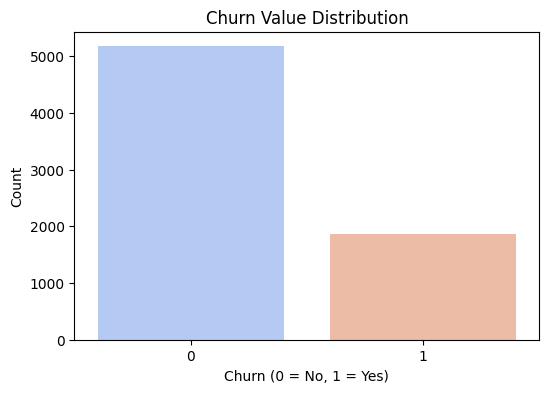 Churn Value Distribution
5000
4000
3000
2000
1000
0
Count
0
1
Churn (0 = No, 1 = Yes)